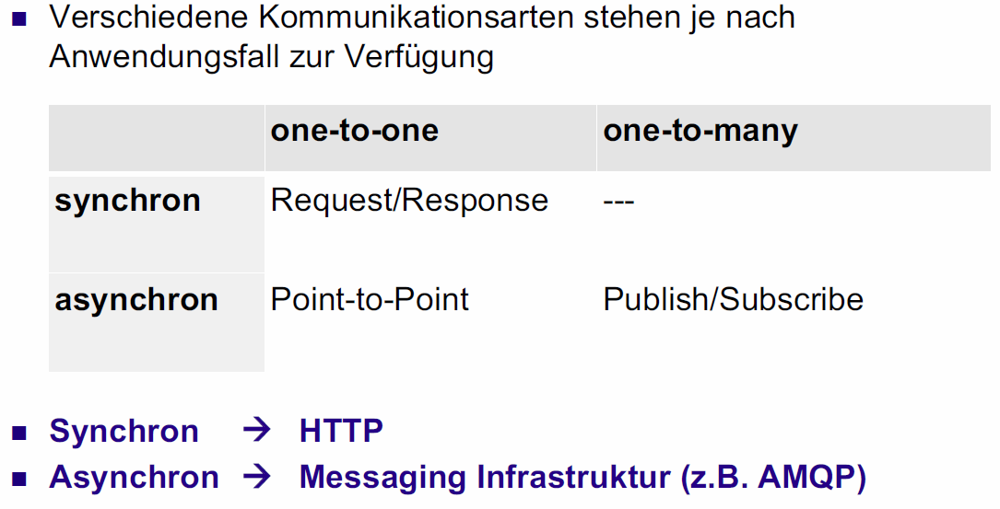 ■ Verschiedene Kommunikationsarten stehen je nach
Anwendungsfall zur Verfügung
one-to-one one-to-many
synchron Request/Response ---
asynchron Point-to-Point Publish/Subscribe
■ Synchron → HTTP
■ Asynchron → Messaging Infrastruktur (z.B. AMQP)